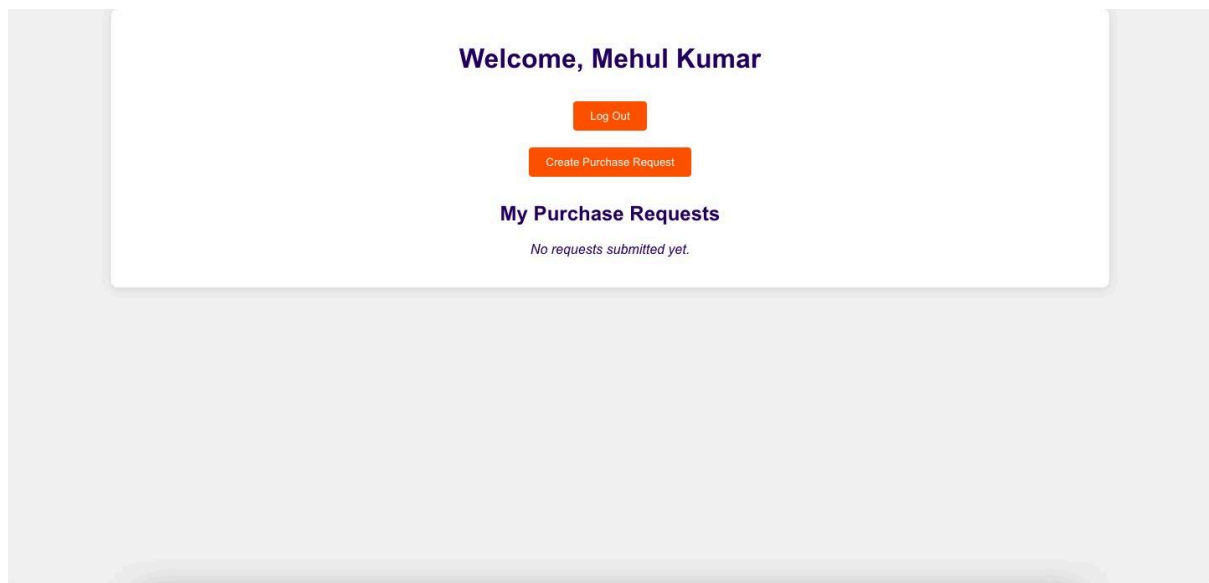 Welcome, Mehul Kumar
Log Out
Create Purchase Request
My Purchase Requests
No requests submitted yet.